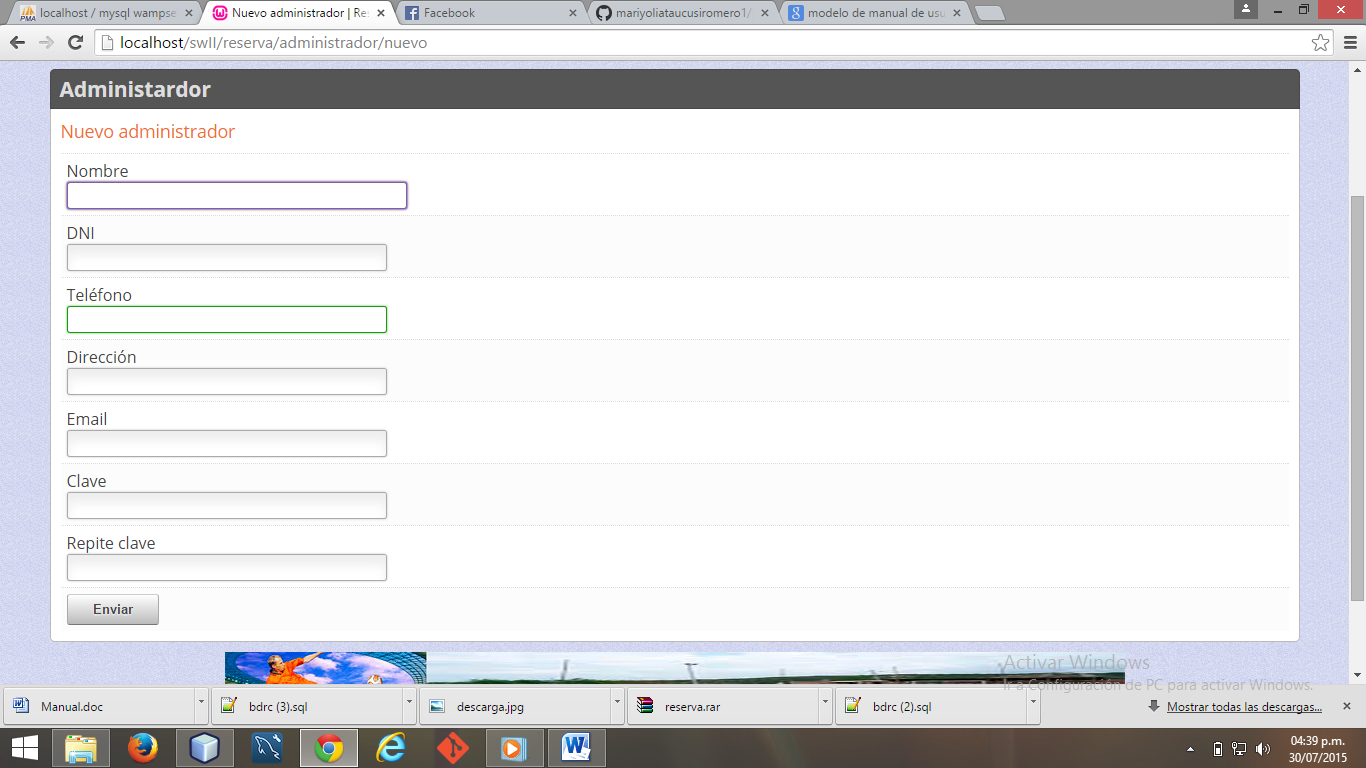 localhost / mysql wampse
Nuevo administrador | Re
Facebook
mariyoliataucusiromero1/
modelo de manual de usu
localhost/swll/reserva/administrador/nuevo
Administardor
Nuevo administrador
Nombre
DNI
Teléfono
Dirección
Email
Clave
Repite clave
Enviar
Activar Windows
Ir a Configuración de PC para activar Windows.
Manual.doc
bdrc (3).sql
descarga.jpg
reserva.rar
bdrc (2).sql
Mostrar todas las descargas...
04:39 p.m.
30/07/2015